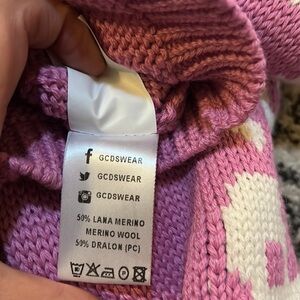 GCDSWEAR
GCDSWEAR
GCDSWEAR
50% LANA MERINO
MERINO WOOL
50% DRALON (PC)